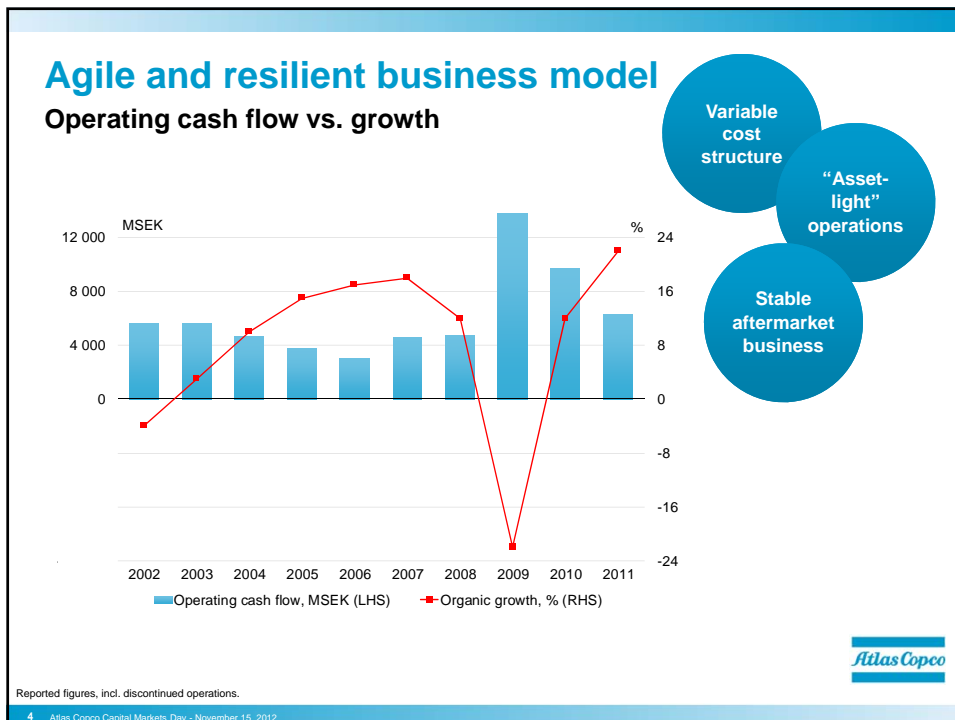 Agile and resilient business model
Operating cash flow vs. growth
Variable
cost
structure
“Asset-
light”
operations
Stable
aftermarket
business
MSEK
%
12 000
8 000
4 000
0
24
16
8
0
-8
-16
-24
2002 2003 2004 2005 2006 2007 2008 2009 2010 2011
Operating cash flow, MSEK (LHS) Organic growth, % (RHS)
Atlas Copco
Reported figures, incl. discontinued operations.
4 Atlas Copco Capital Markets Day - November 15, 2012